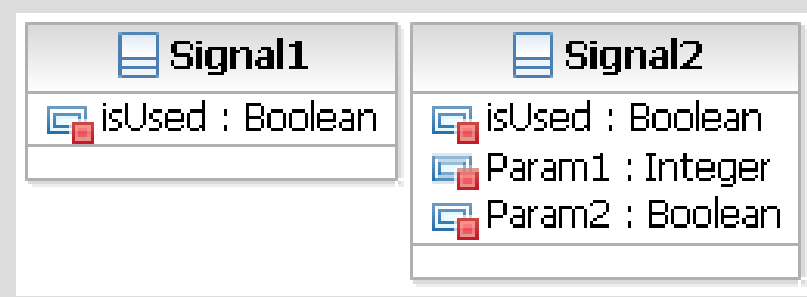 Signal1
isUsed : Boolean
Signal2
isUsed : Boolean
Param1 : Integer
Param2 : Boolean